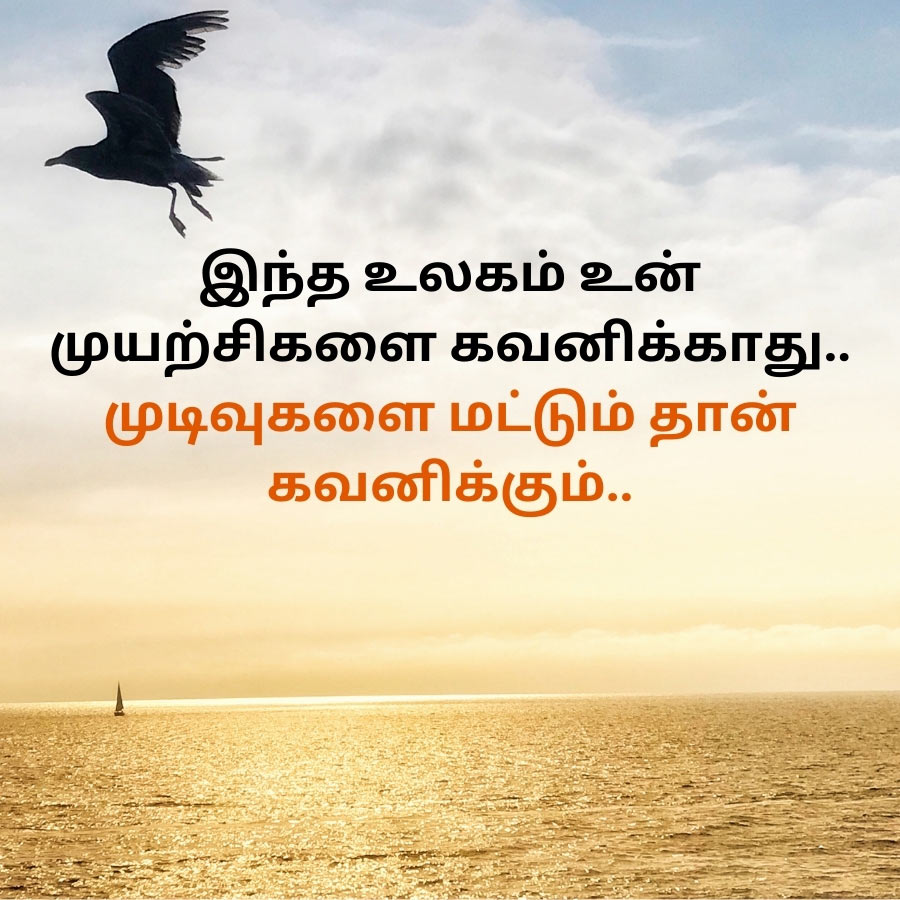 இந்த உலகம் உன்
முயற்சிகளை கவனிக்காது..
முடிவுகளை மட்டும் தான்
கவனிக்கும்..